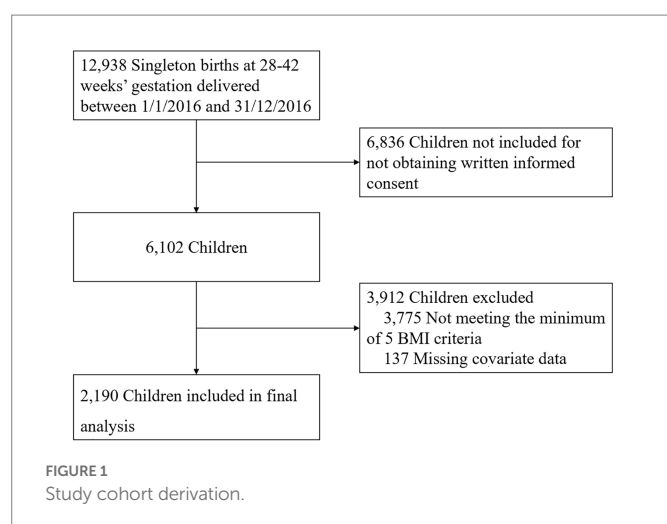 12,938 Singleton births at 28-42
weeks’ gestation delivered
between 1/1/2016 and 31/12/2016
6,836 Children not included for
not obtaining written informed
consent
6,102 Children
3,912 Children excluded
3,775 Not meeting the minimum
of 5 BMI criteria
137 Missing covariate data
2,190 Children included in final
analysis
FIGURE 1
Study cohort derivation.